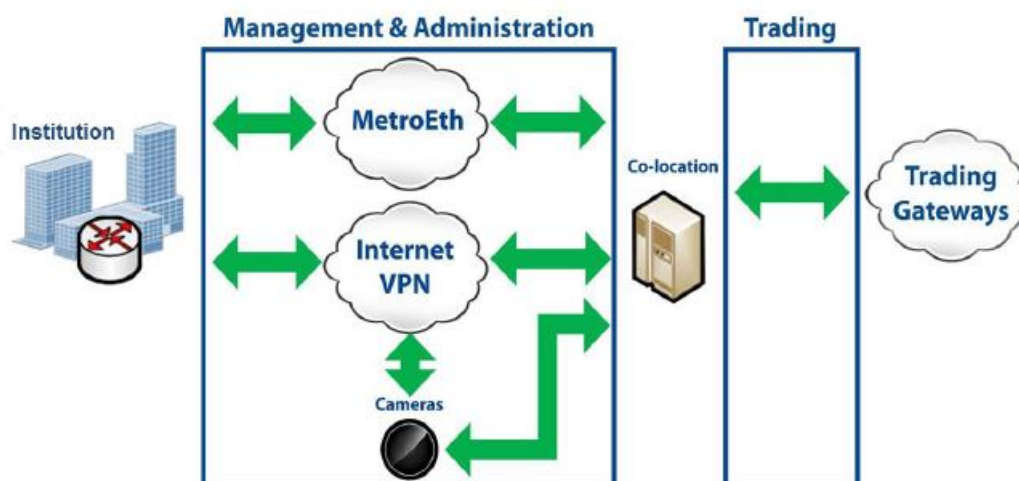 Management & Administration
Trading
Institution
MetroEth
Co-location
Trading
Gateways
Internet
VPN
Cameras